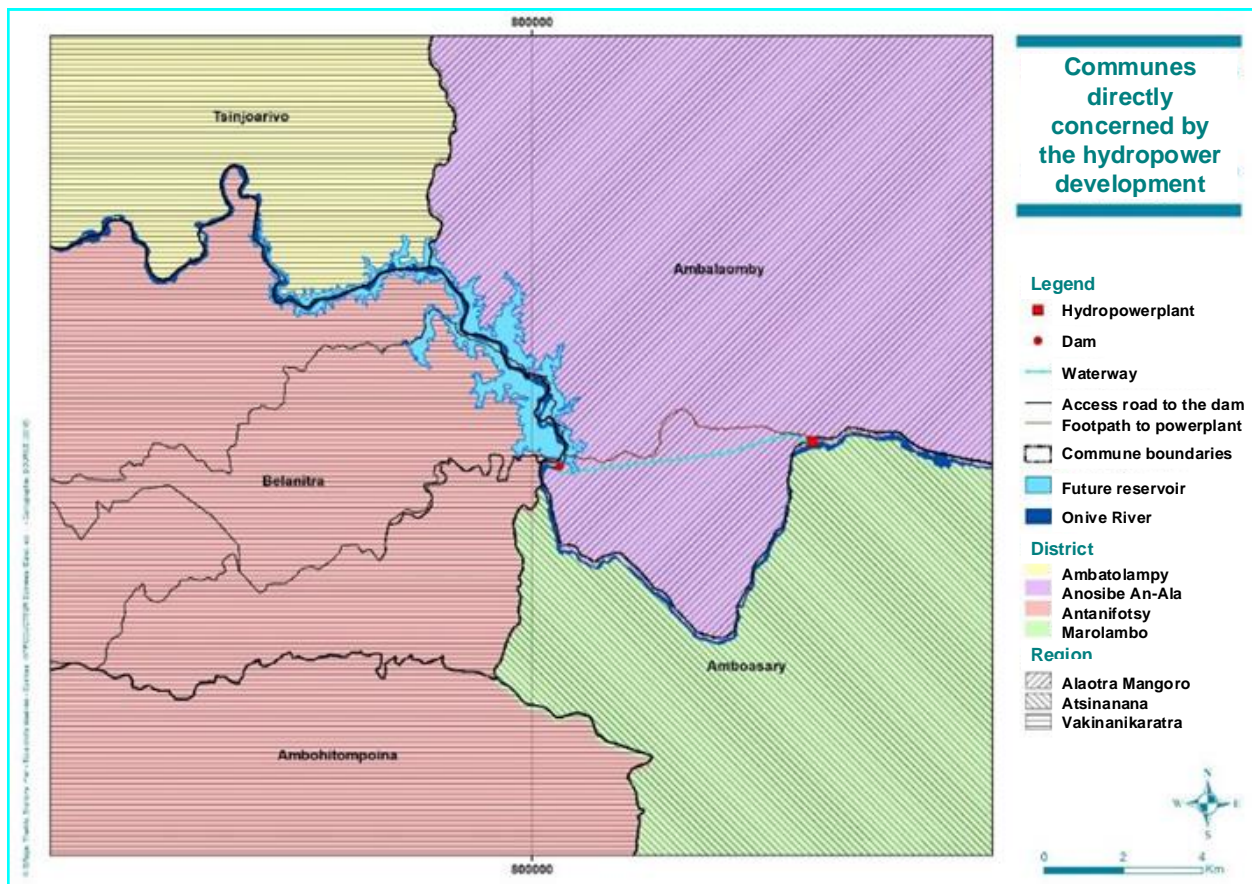 800000
Communes
directly
concerned by
the hydropower
development
Tsinjoarivo
Ambalaomby
Belanitra
Amboasary
Ambohitompoina
800000
Legend
Hydropowerplant
Dam
Waterway
Access road to the dam
Footpath to powerplant
Commune boundaries
Future reservoir
Onive River
District
Ambatolampy
Anosibe An-Ala
Antanifotsy
Marolambo
Region
Alaotra Mangoro
Atsinanana
Vakinanikaratra
N
W E
S
0 2 4
Km